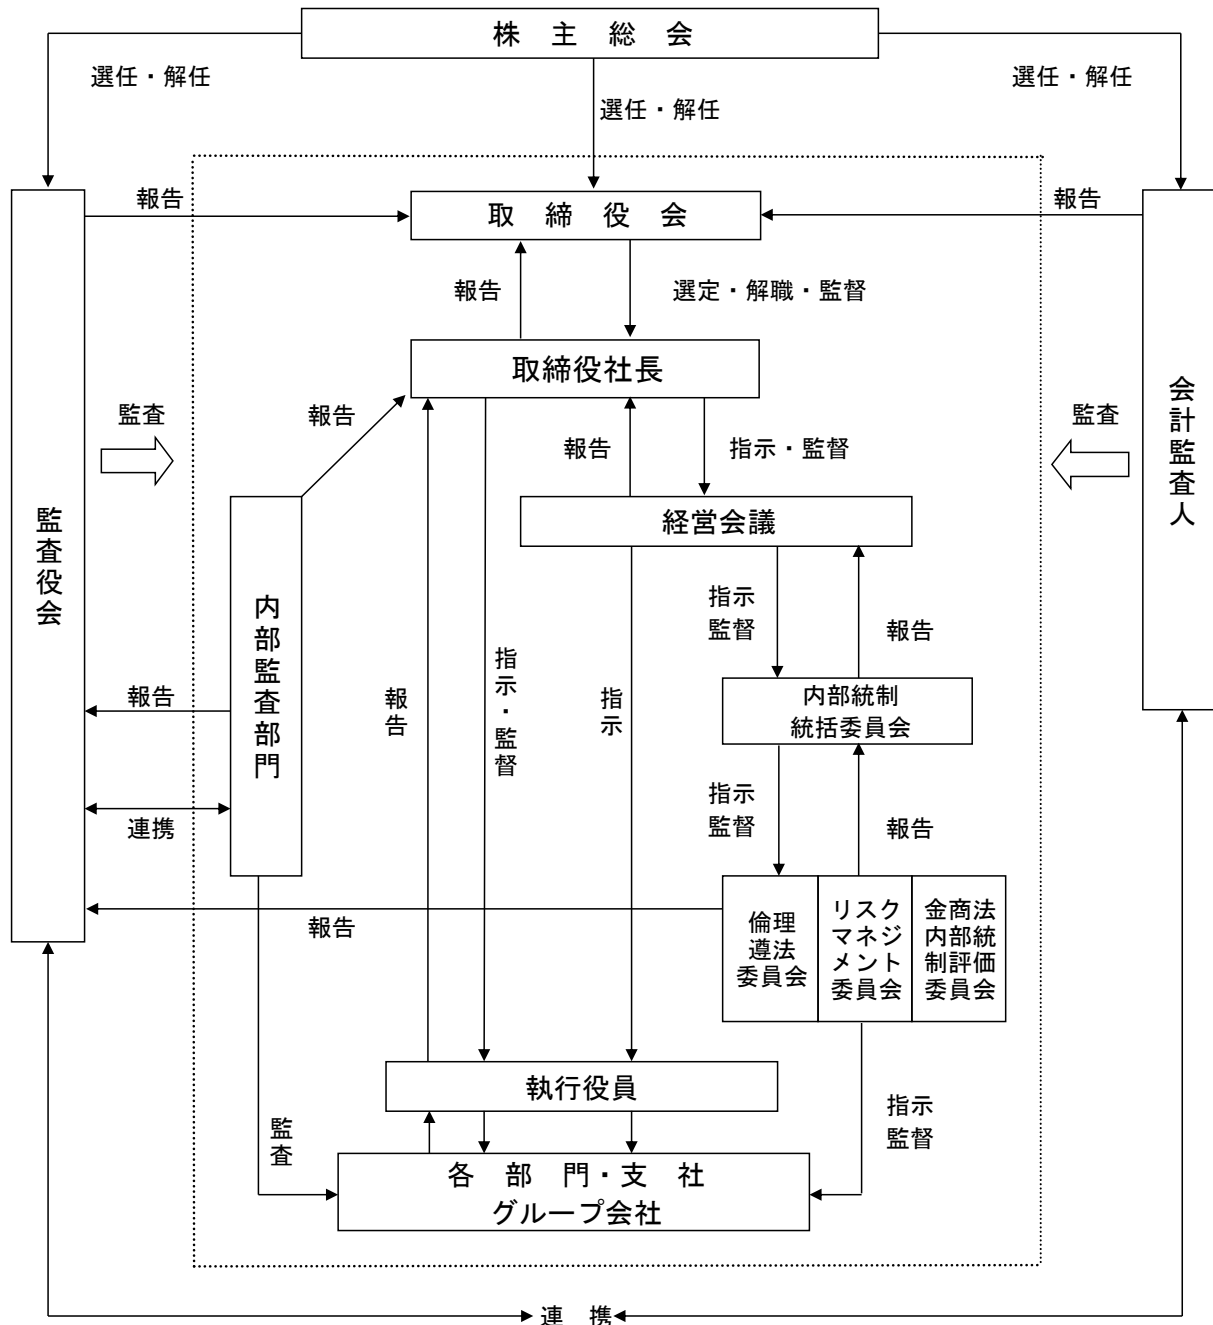 株 主 総 会
選任・解任
選任・解任
選任・解任
報告
取 締 役 会
報告
報告
選定・解職・監督
取締役社長
監査
報告
報告
指示・監督
監査
会計監査人
監査役会
経営会議
内部監査部門
指示
監督
報告
報告
報告
指示・監督
指示
内部統制
統括委員会
連携
指示
監督
報告
報告
倫理
遵法
委員会
リスク
マネジ
メント
委員会
金商法
内部統
制評価
委員会
執行役員
監査
指示
監督
各 部 門・支 社
グループ会社
連 携